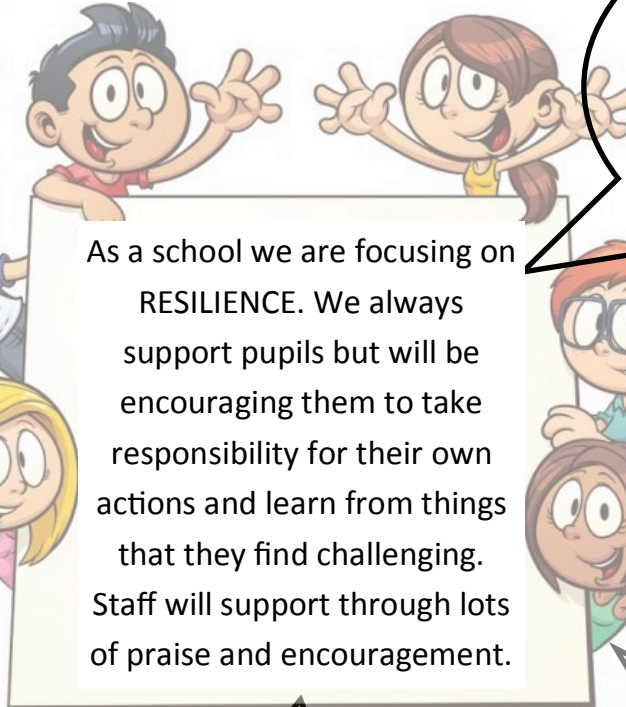 As a school we are focusing on
RESILIENCE. We always
support pupils but will be
encouraging them to take
responsibility for their own
actions and learn from things
that they find challenging.
Staff will support through lots
of praise and encouragement.